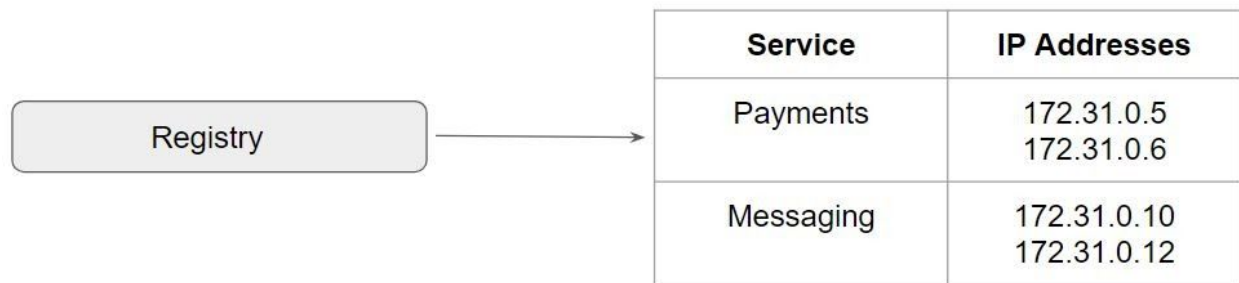 Registry
Service IP Addresses
Payments 172.31.0.5
172.31.0.6
Messaging 172.31.0.10
172.31.0.12